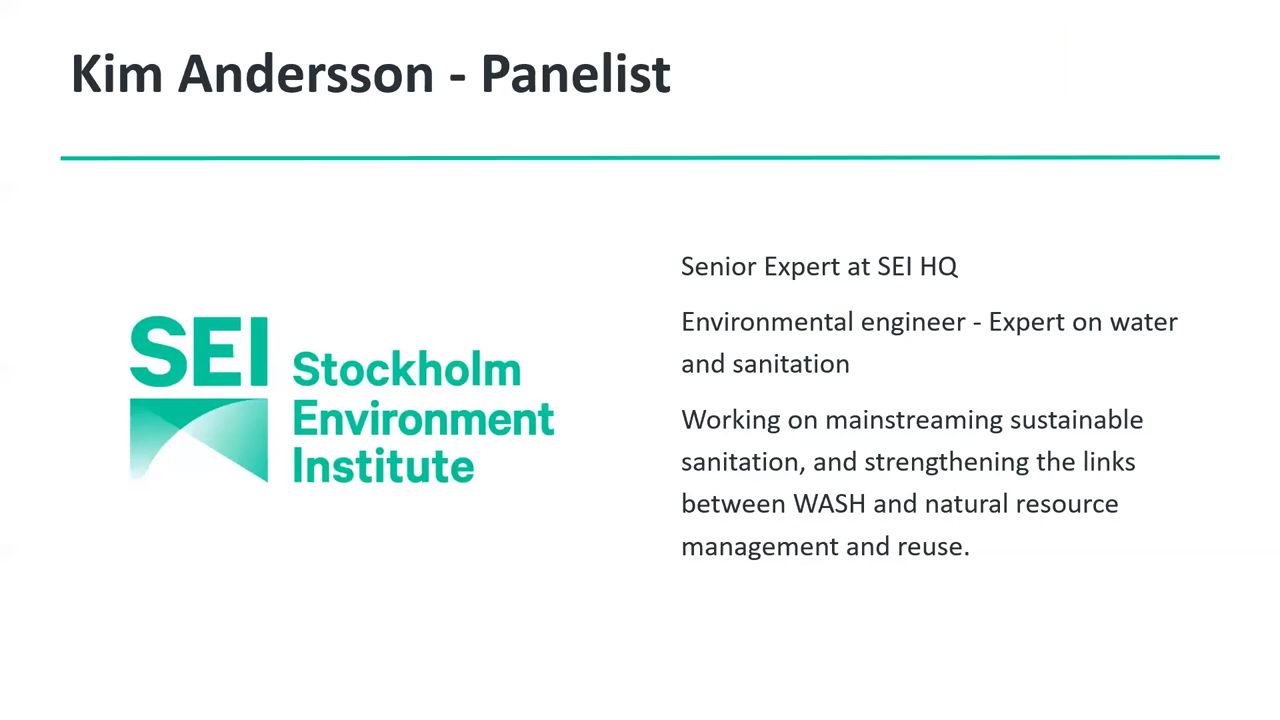 Kim Andersson - Panelist
SEI
Stockholm
Environment
Institute
Senior Expert at SEI HQ
Environmental engineer - Expert on water
and sanitation
Working on mainstreaming sustainable
sanitation, and strengthening the links
between WASH and natural resource
management and reuse.